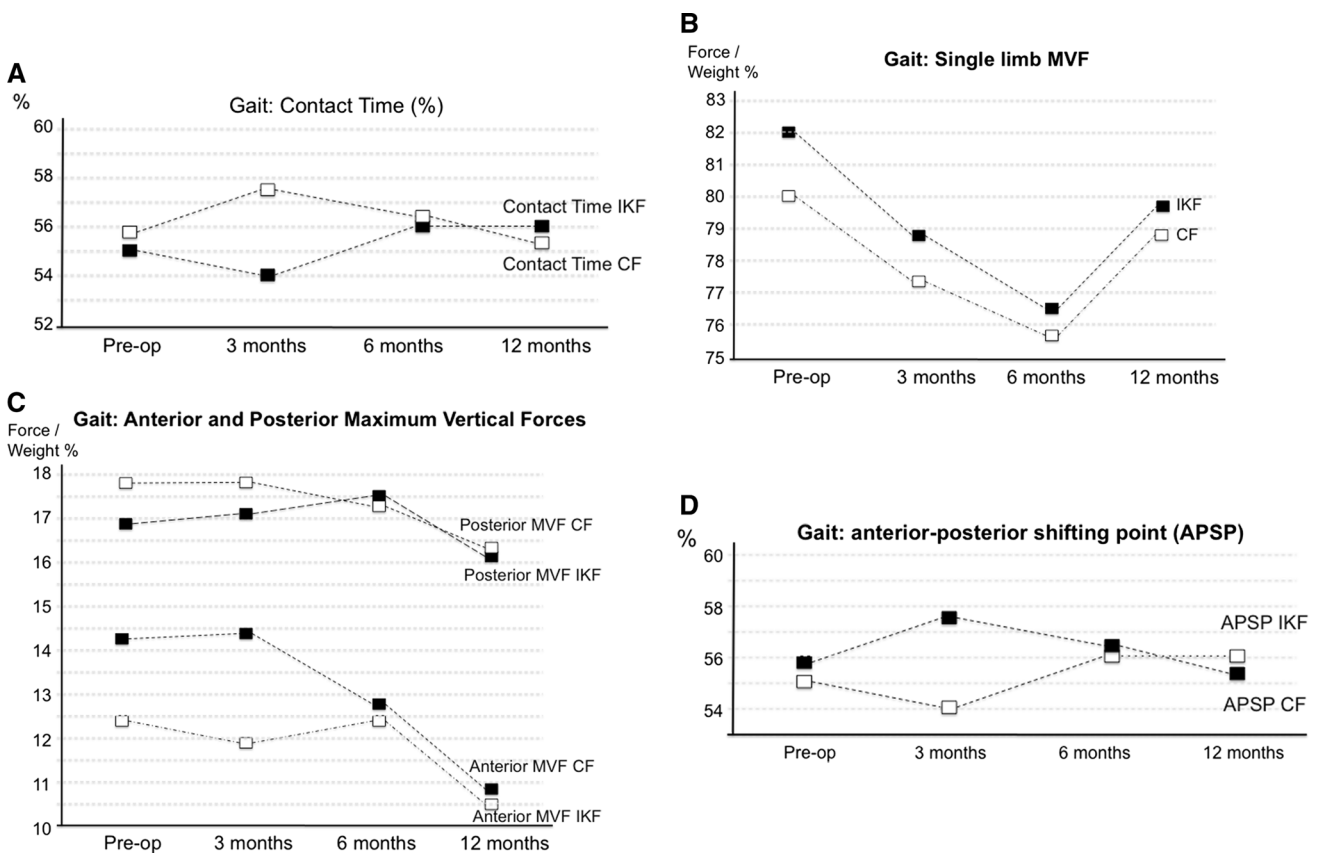 A
%
Gait: Contact Time (%)
60
58
56
54
52
Contact Time IKF
Contact Time CF
Pre-op 3 months 6 months 12 months
B
Force /
Weight %
Gait: Single limb MVF
83
82
81
80
79
78
77
76
75
IKF
CF
Pre-op 3 months 6 months 12 months
C
Force /
Weight %
Gait: Anterior and Posterior Maximum Vertical Forces
18
17
16
15
14
13
12
11
10
Posterior MVF CF
Posterior MVF IKF
Anterior MVF CF
Anterior MVF IKF
Pre-op 3 months 6 months 12 months
D
%
Gait: anterior-posterior shifting point (APSP)
60
58
56
54
APSP IKF
APSP CF
Pre-op 3 months 6 months 12 months